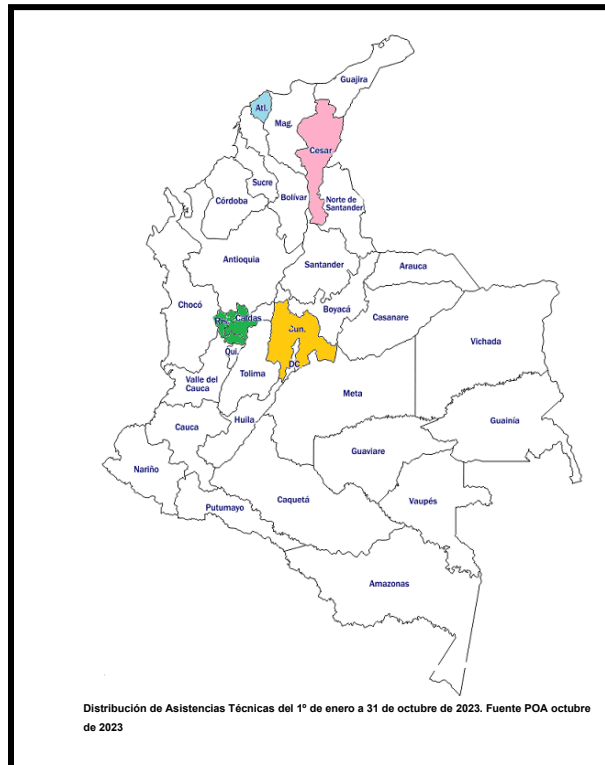 Guajira
Atl.
Mag.
Cesar
Sucre
Bolívar
Norte de
Santander
Córdoba
Antioquia
Santander
Arauca
Chocó
Caldas
Boyacá
Casanare
Cun.
Vichada
Qui.
DC
Tolima
Valle del
Cauca
Meta
Guainía
Cauca
Huila
Guaviare
Nariño
Caquetá
Vaupés
Putumayo
Amazonas
Distribución de Asistencias Técnicas del 1º de enero a 31 de octubre de 2023. Fuente POA octubre
de 2023